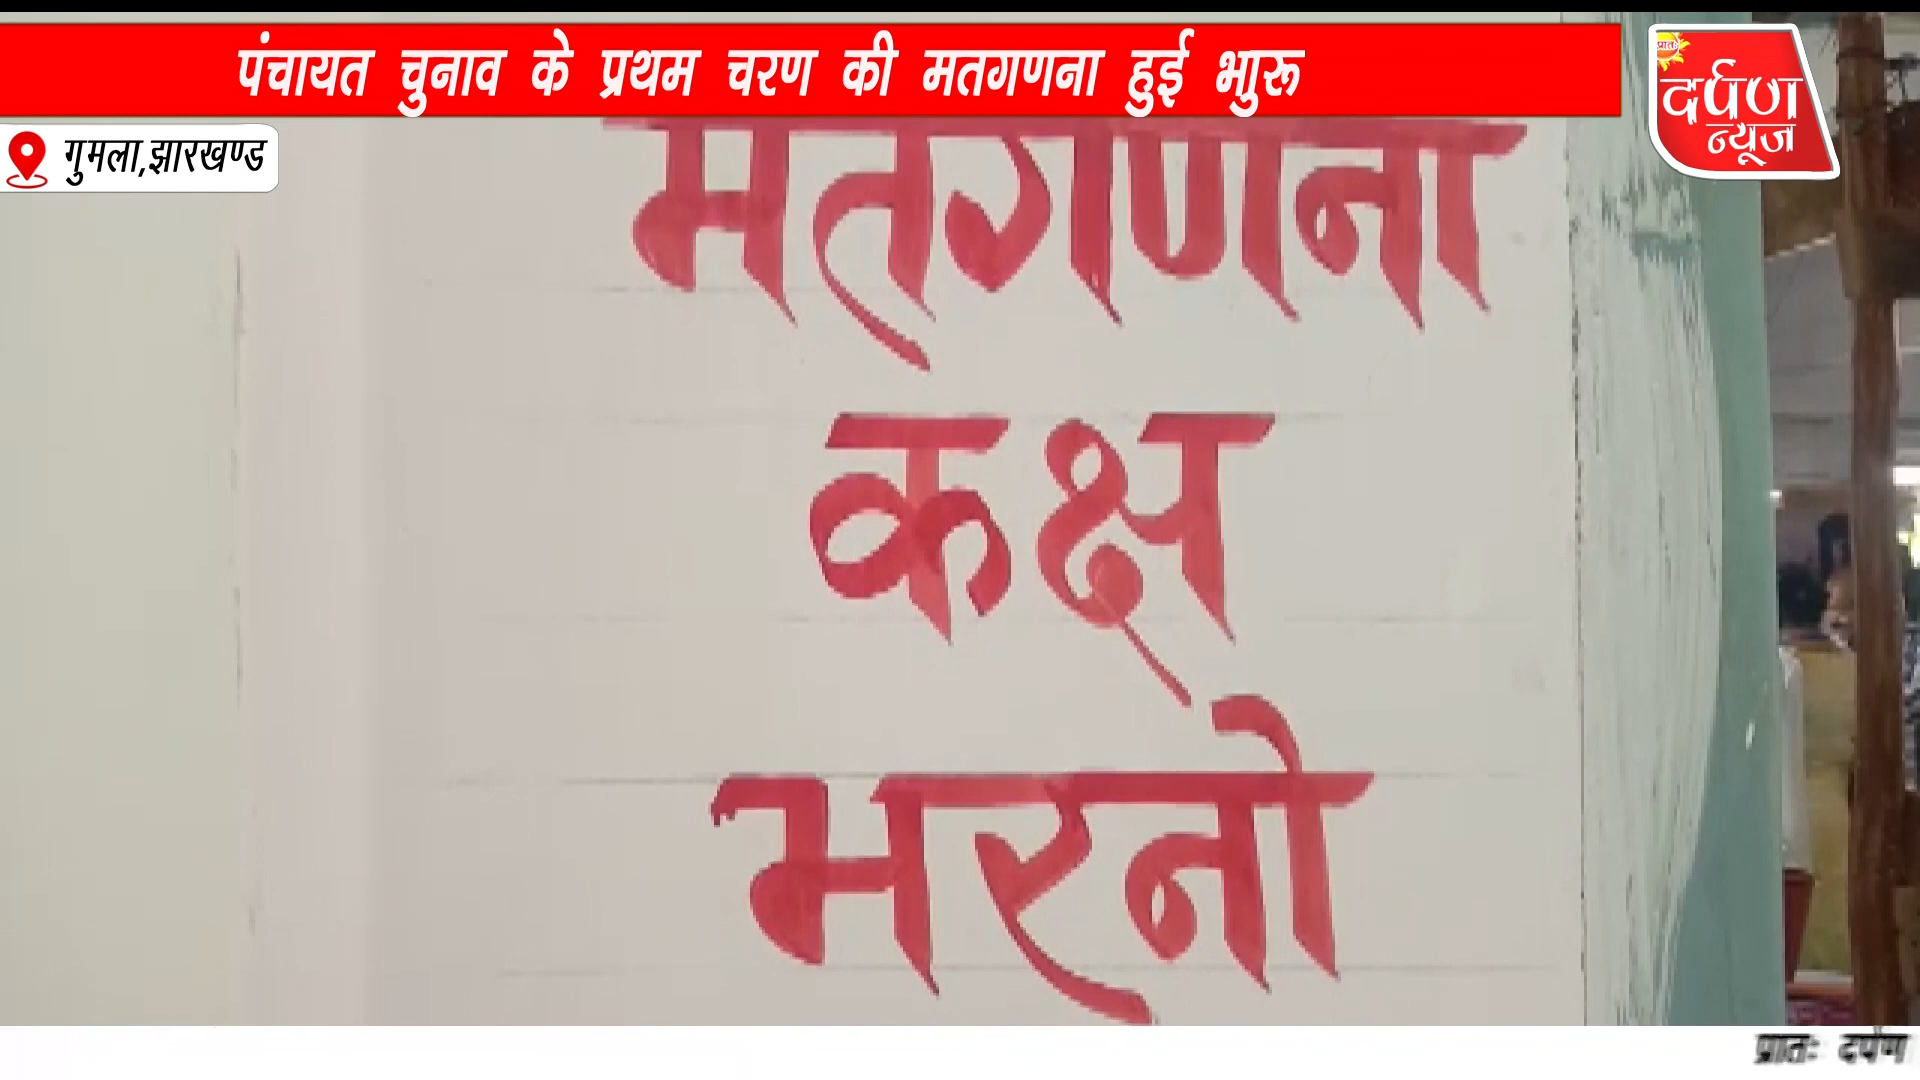 पंचायत चुनाव के प्रथम चरण की मतगणना हुई भाुरू
प्रातः
दर्पण
न्यूज
गुमला,झारखण्ड
मतगणना
कक्ष
भरनो
प्रातः दर्पण